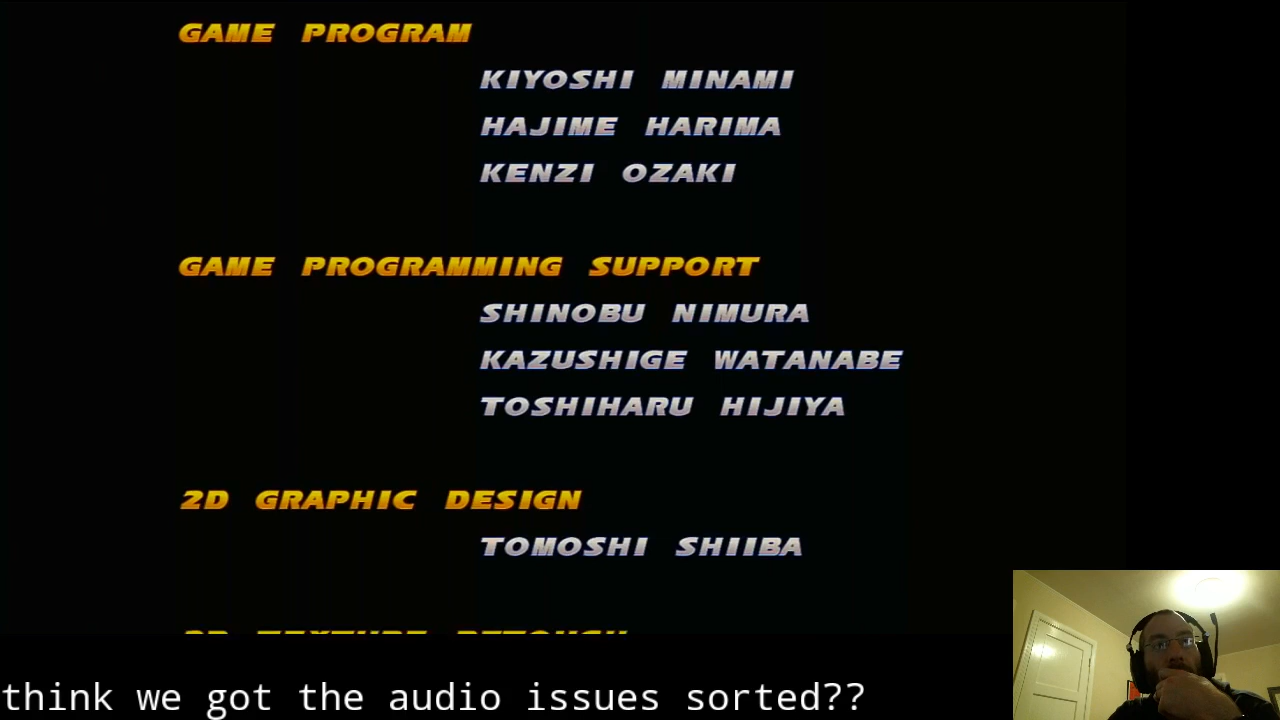 GAME PROGRAM
KIYOSHI MINAMI
HAJIME HARIMA
KENZI OZAKI
GAME PROGRAMMING SUPPORT
SHINOBU NIMURA
KAZUSHIGE WATANABE
TOSHIHARU HIJIYA
2D GRAPHIC DESIGN
TOMOSHI SHIIBA
think we got the audio issues sorted??